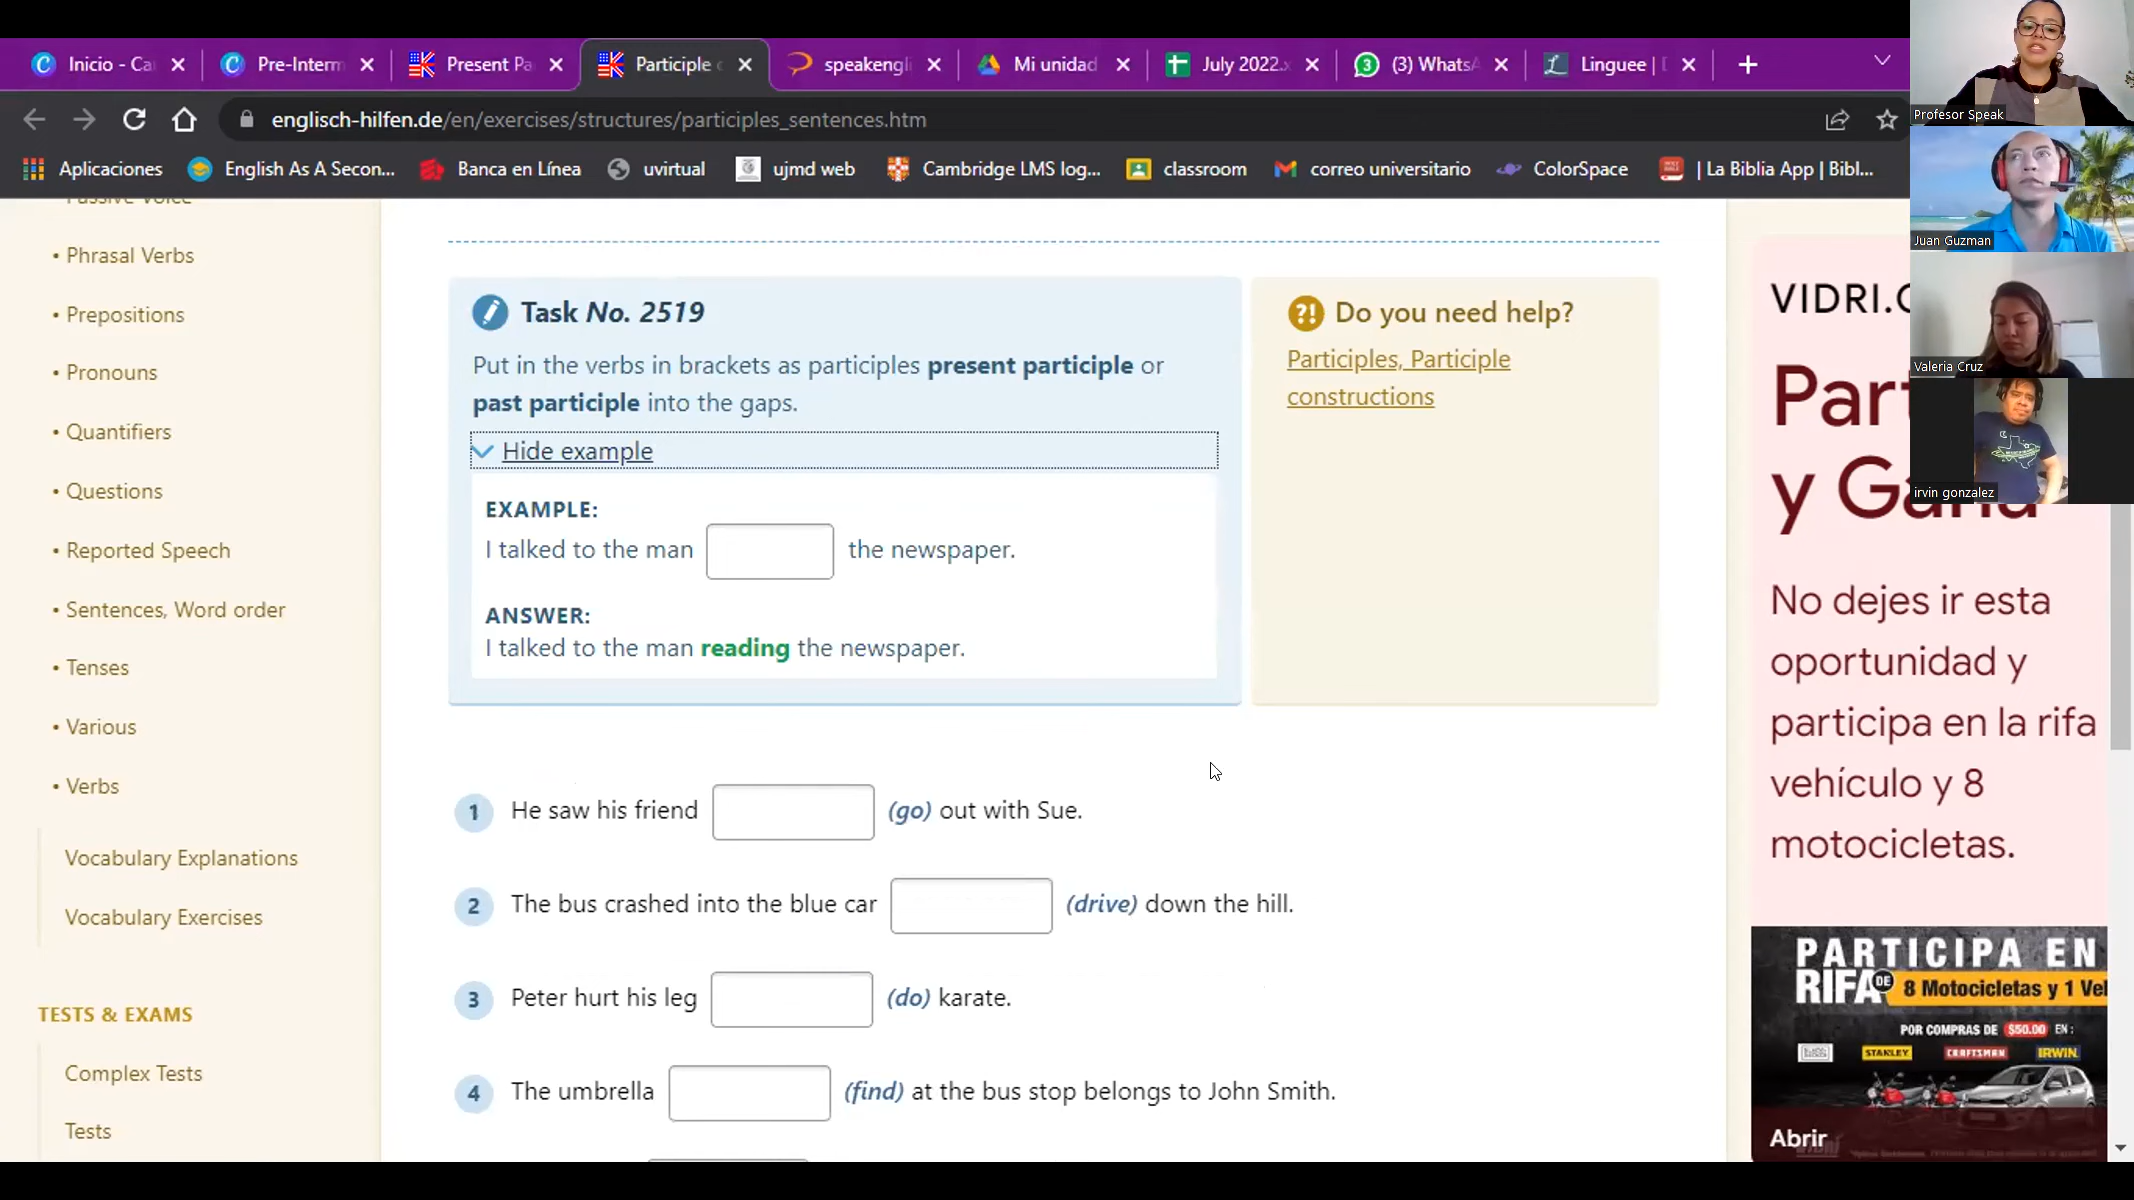 Inicio - Ca
Pre-Interm
Present Pa
Participle c
speakengli
Mi unidad
July 2022.x
(3) WhatsA
Linguee | D
englisch-hilfen.de/en/exercises/structures/participles_sentences.htm
Aplicaciones
English As A Secon...
Banca en Línea
uvirtual
ujmd web
Cambridge LMS log...
classroom
correo universitario
ColorSpace
| La Biblia App | Bibl...
Profesor Speak
Juan Guzman
Valeria Cruz
irvin gonzalez
Passive Voice
• Phrasal Verbs
• Prepositions
• Pronouns
• Quantifiers
• Questions
• Reported Speech
• Sentences, Word order
• Tenses
• Various
• Verbs
Vocabulary Explanations
Vocabulary Exercises
TESTS & EXAMS
Complex Tests
Tests
Task No. 2519
Put in the verbs in brackets as participles present participle or
past participle into the gaps.
Hide example
EXAMPLE:
I talked to the man the newspaper.
ANSWER:
I talked to the man reading the newspaper.
?! Do you need help?
Participles, Participle
constructions
1 He saw his friend (go) out with Sue.
2 The bus crashed into the blue car (drive) down the hill.
3 Peter hurt his leg (do) karate.
4 The umbrella (find) at the bus stop belongs to John Smith.
VIDRI.C
Part
y Gana
No dejes ir esta
oportunidad y
participa en la rifa
vehículo y 8
motocicletas.
PARTICIPA EN
RIFA DE 8 Motocicletas y 1 Vel
POR COMPRAS DE $50.00 EN:
STANLEY CRAFTSMAN IRWIN
Abrir